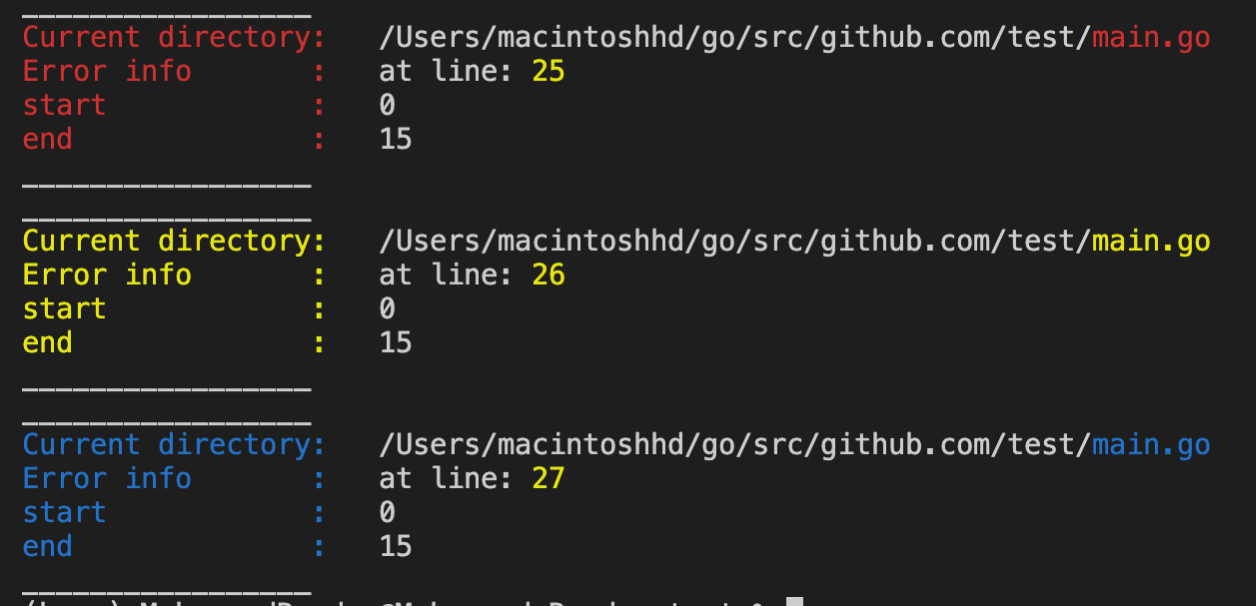 _________________
Current directory:   /Users/macintoshhd/go/src/github.com/test/main.go
Error info       :   at line: 25
start            :   0
end              :   15
_________________
_________________
Current directory:   /Users/macintoshhd/go/src/github.com/test/main.go
Error info       :   at line: 26
start            :   0
end              :   15
_________________
_________________
Current directory:   /Users/macintoshhd/go/src/github.com/test/main.go
Error info       :   at line: 27
start            :   0
end              :   15
_________________